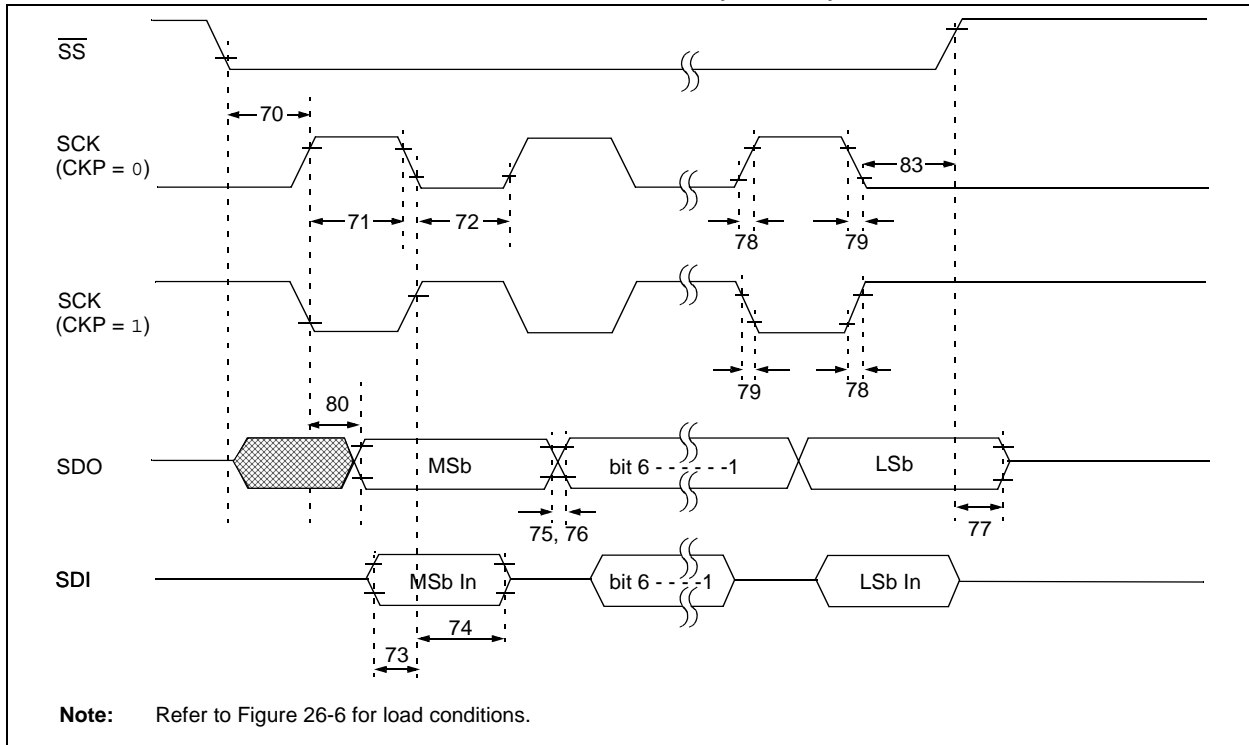 SS
70
SCK
(CKP = 0)
83
71
72
78
79
SCK
(CKP = 1)
79
78
80
SDO
MSb
bit 6 - - - - - -1
LSb
75, 76
77
SDI
MSb In
bit 6 - - - -1
LSb In
74
73
Note: Refer to Figure 26-6 for load conditions.